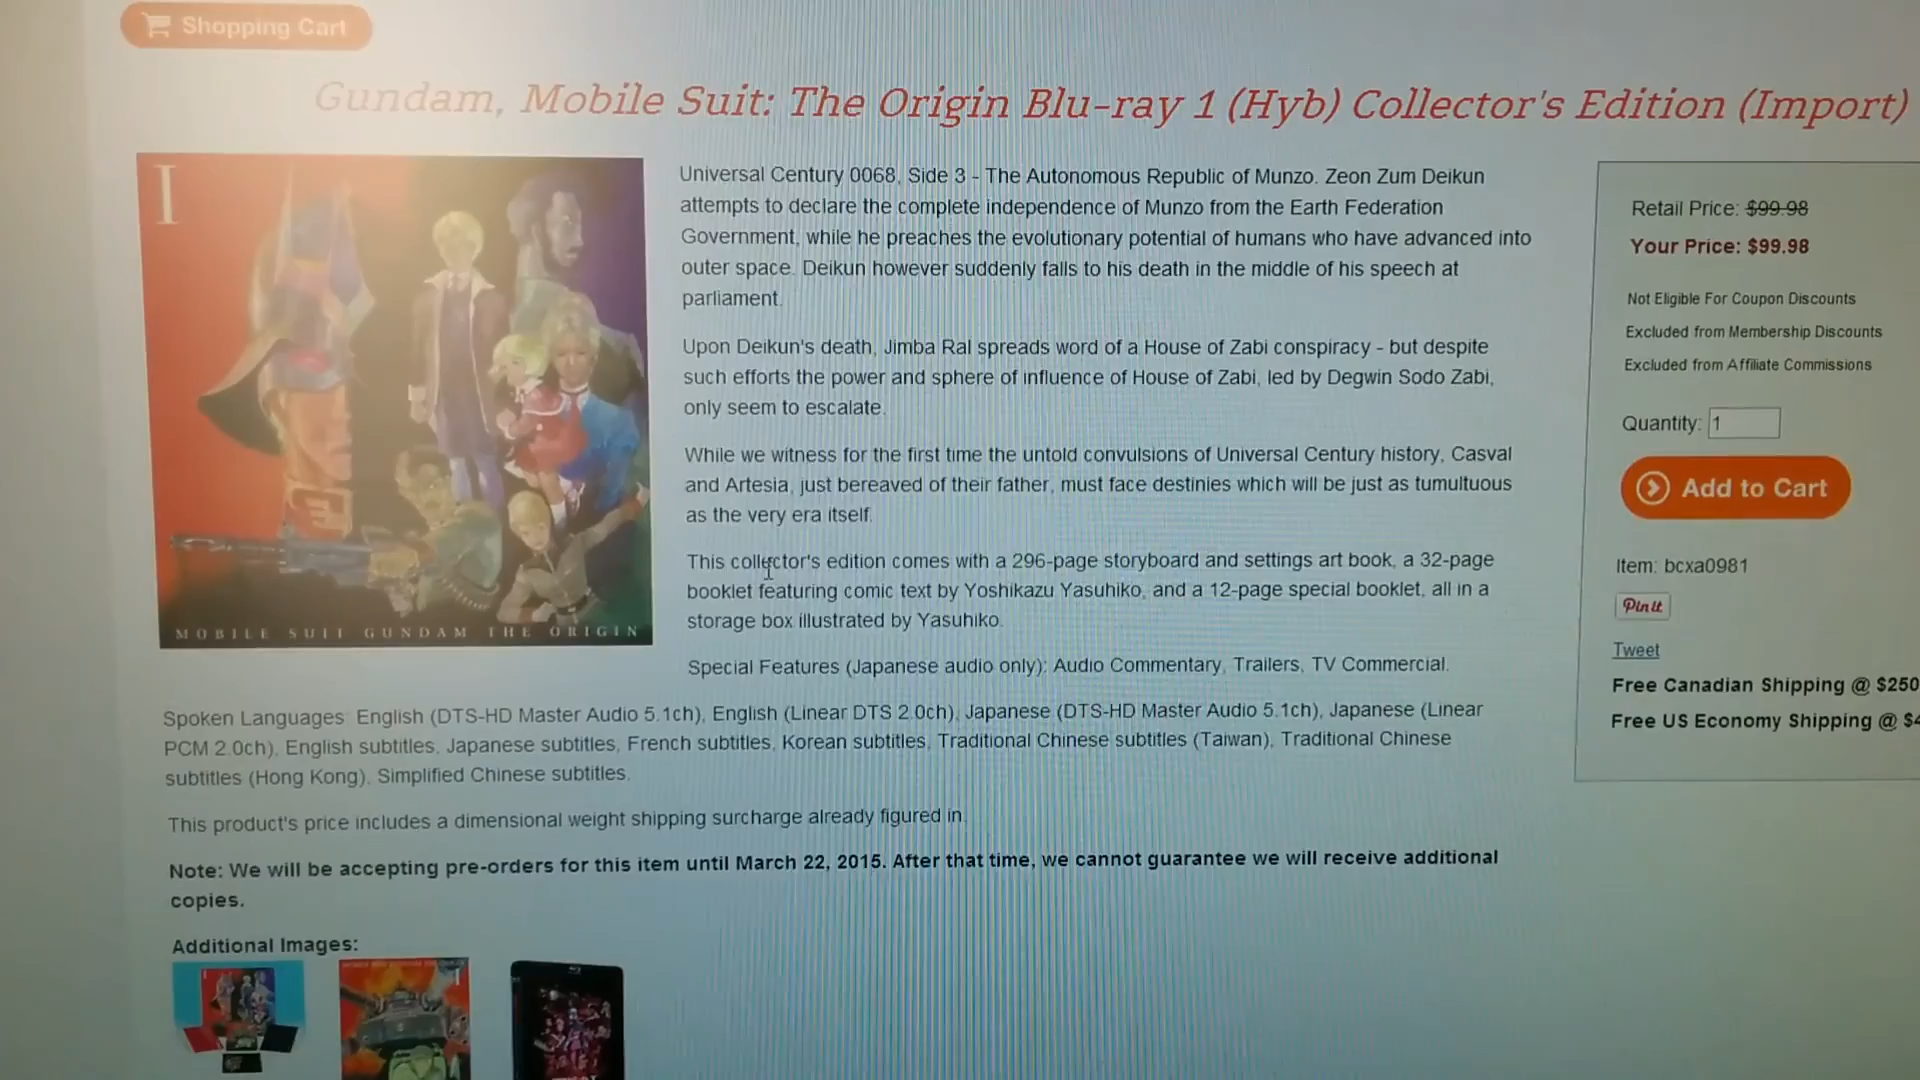 Shopping Cart
Gundam, Mobile Suit: The Origin Blu-ray 1 (Hyb) Collector's Edition (Import)
I
MOBILE SUIT GUNDAM THE ORIGIN
Universal Century 0068, Side 3 - The Autonomous Republic of Munzo. Zeon Zum Deikun
attempts to declare the complete independence of Munzo from the Earth Federation
Government, while he preaches the evolutionary potential of humans who have advanced into
outer space. Deikun however suddenly falls to his death in the middle of his speech at
parliament.
Upon Deikun's death, Jimba Ral spreads word of a House of Zabi conspiracy - but despite
such efforts the power and sphere of influence of House of Zabi, led by Degwin Sodo Zabi,
only seem to escalate.
While we witness for the first time the untold convulsions of Universal Century history, Casval
and Artesia, just bereaved of their father, must face destinies which will be just as tumultuous
as the very era itself.
This collector's edition comes with a 296-page storyboard and settings art book, a 32-page
booklet featuring comic text by Yoshikazu Yasuhiko, and a 12-page special booklet, all in a
storage box illustrated by Yasuhiko.
Special Features (Japanese audio only): Audio Commentary, Trailers, TV Commercial.
Spoken Languages: English (DTS-HD Master Audio 5.1ch), English (Linear DTS 2.0ch), Japanese (DTS-HD Master Audio 5.1ch), Japanese (Linear
PCM 2.0ch), English subtitles, Japanese subtitles, French subtitles, Korean subtitles, Traditional Chinese subtitles (Taiwan), Traditional Chinese
subtitles (Hong Kong), Simplified Chinese subtitles.
This product's price includes a dimensional weight shipping surcharge already figured in.
Note: We will be accepting pre-orders for this item until March 22, 2015. After that time, we cannot guarantee we will receive additional
copies.
Additional Images:
Retail Price: $99.98
Your Price: $99.98
Not Eligible For Coupon Discounts
Excluded from Membership Discounts
Excluded from Affiliate Commissions
Quantity: 1
Add to Cart
Item: bcxa0981
Pin it
Tweet
Free Canadian Shipping @ $250
Free US Economy Shipping @ $4